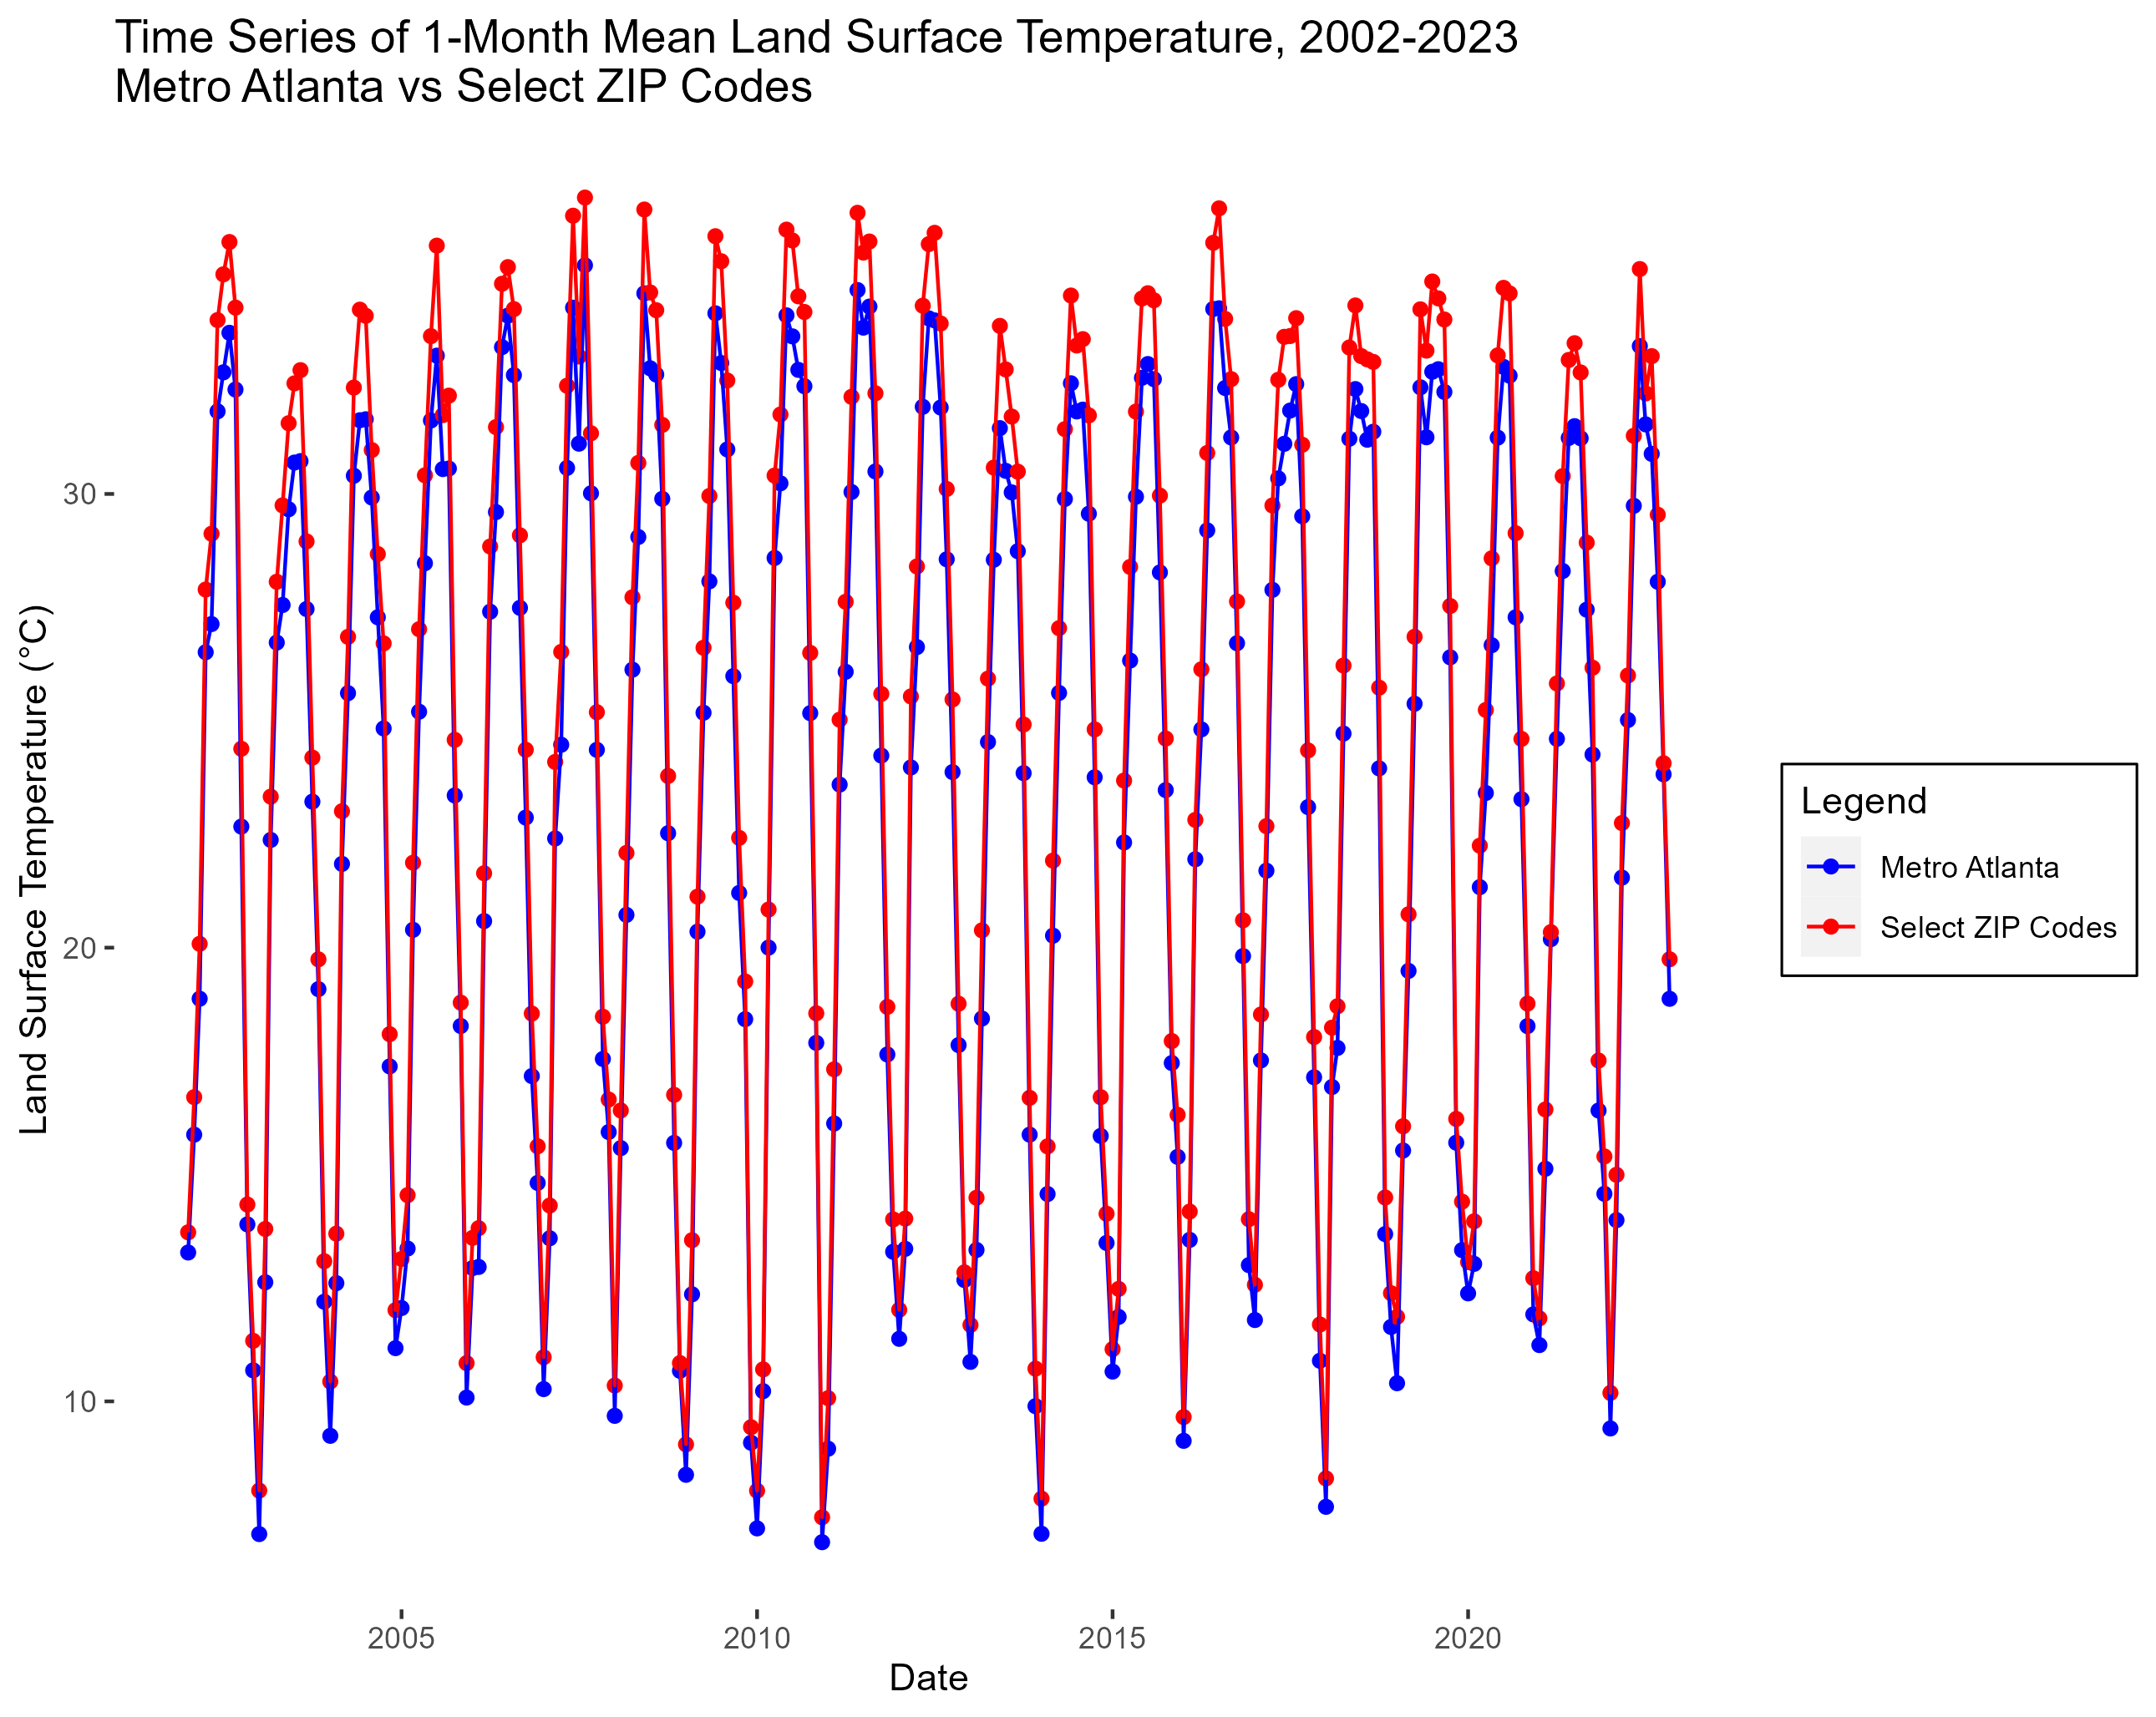 Time Series of 1-Month Mean Land Surface Temperature, 2002-2023
Metro Atlanta vs Select ZIP Codes
Land Surface Temperature (°C)
30
20
10
2005
2010
2015
2020
Date
Legend
Metro Atlanta
Select ZIP Codes